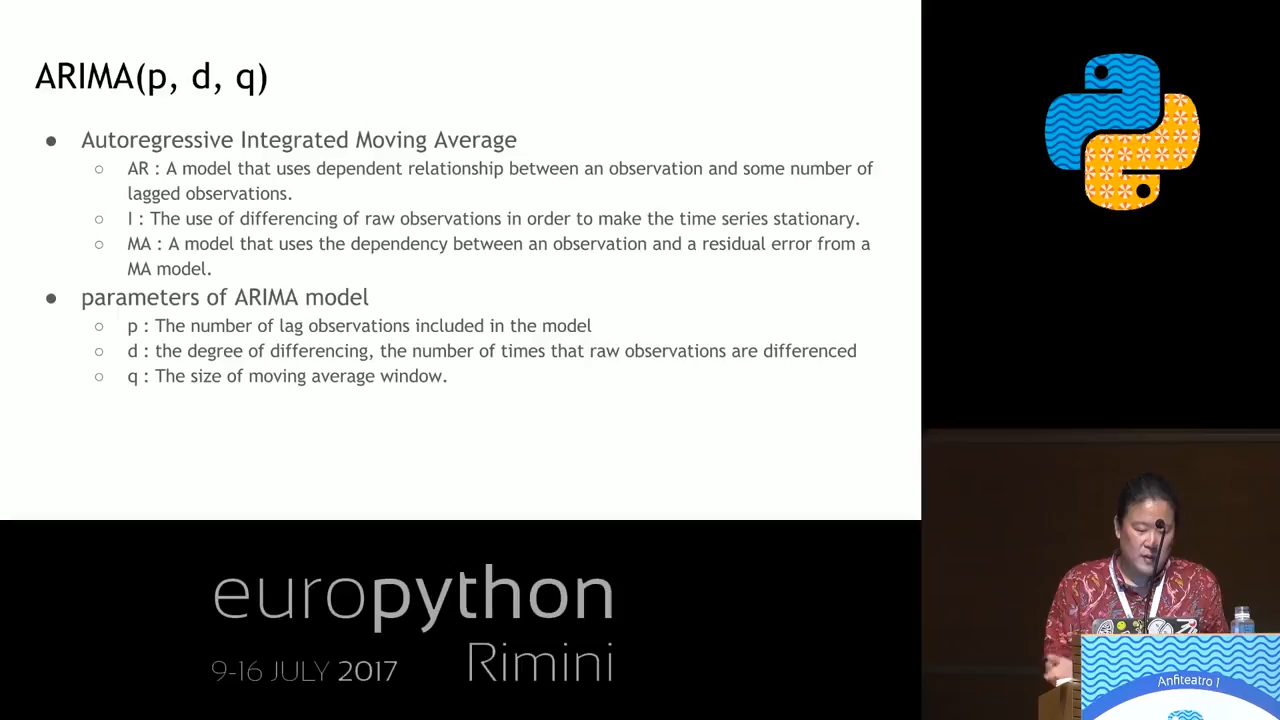 ARIMA(p, d, q)
● Autoregressive Integrated Moving Average
○ AR : A model that uses dependent relationship between an observation and some number of
lagged observations.
○ I : The use of differencing of raw observations in order to make the time series stationary.
○ MA : A model that uses the dependency between an observation and a residual error from a
MA model.
● parameters of ARIMA model
○ p : The number of lag observations included in the model
○ d : the degree of differencing, the number of times that raw observations are differenced
○ q : The size of moving average window.
europython
9-16 JULY 2017 Rimini
Anfiteatro 1